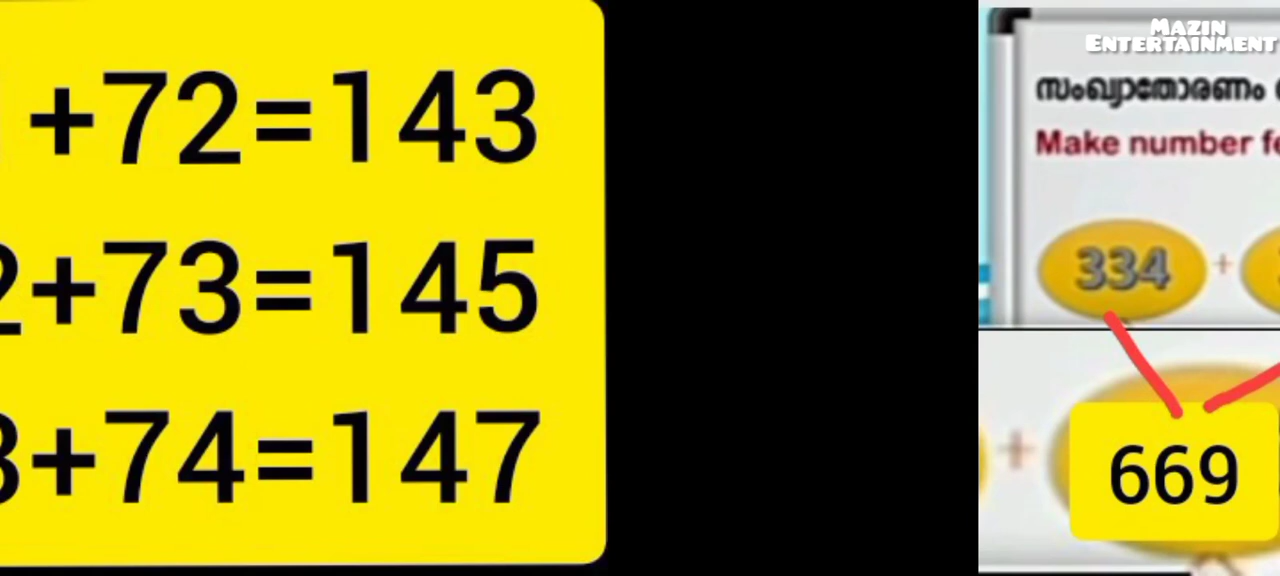 +72=143
2+73=145
3+74=147
MAZIN
ENTERTAINMENT
സംഖ്യാതോരണം
Make number fe
334 +
+ 669